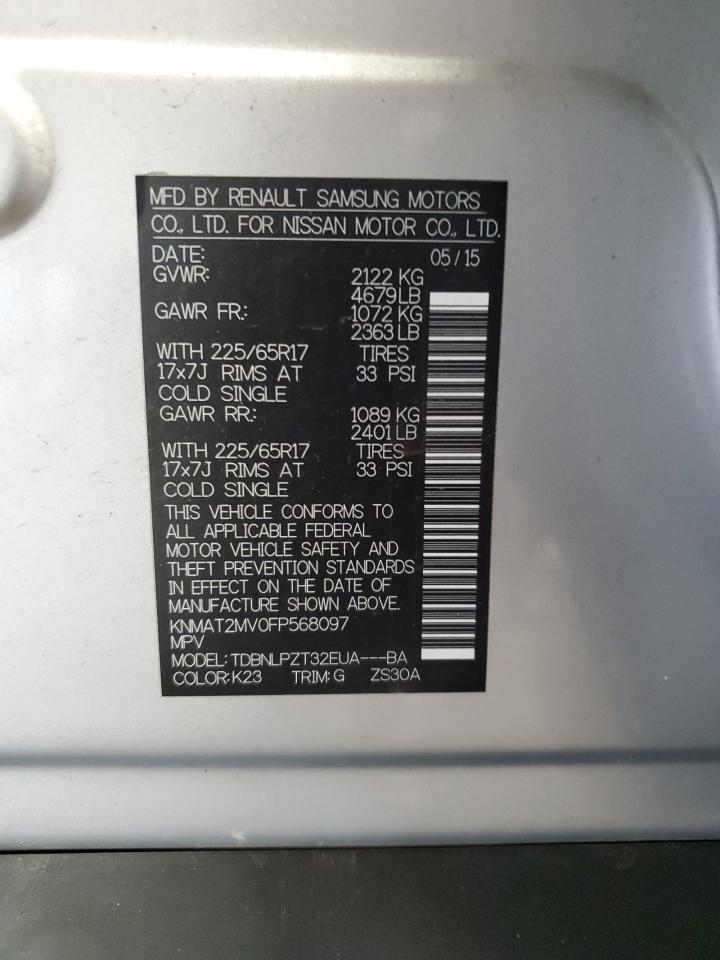 MFD BY RENAULT SAMSUNG MOTORS
CO., LTD. FOR NISSAN MOTOR CO., LTD.
DATE: 05/15
GVWR: 2122 KG
4679 LB
GAWR FR.: 1072 KG
2363 LB
WITH 225/65R17 TIRES
17x7J RIMS AT 33 PSI
COLD SINGLE
GAWR RR.: 1089 KG
2401 LB
WITH 225/65R17 TIRES
17x7J RIMS AT 33 PSI
COLD SINGLE
THIS VEHICLE CONFORMS TO
ALL APPLICABLE FEDERAL
MOTOR VEHICLE SAFETY AND
THEFT PREVENTION STANDARDS
IN EFFECT ON THE DATE OF
MANUFACTURE SHOWN ABOVE.
KNMAT2MV0FP568097
MPV
MODEL: TDBNLPZT32EUA---BA
COLOR: K23 TRIM: G ZS30A